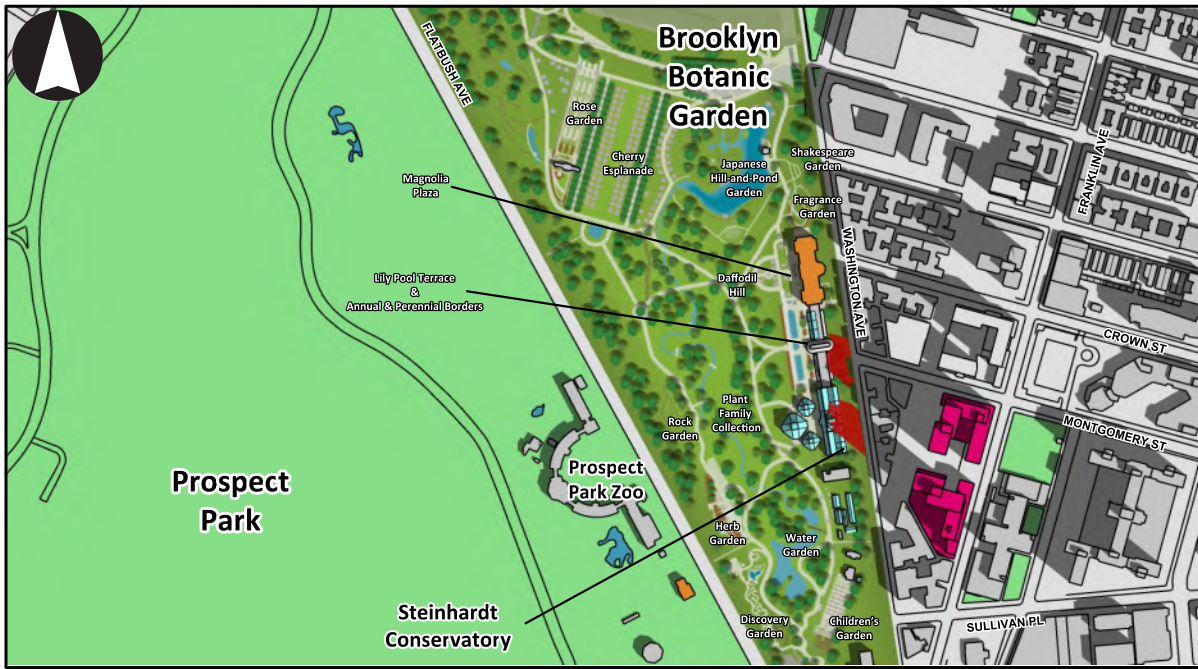 Brooklyn
Botanic
Garden
FLATBUSH AVE
Rose
Garden
Cherry
Esplanade
Japanese
Hill-and-Pond
Garden
Shakespeare
Garden
FRANKLIN AVE
Magnolia
Plaza
Fragrance
Garden
WASHINGTON AVE
Lily Pool Terrace
&
Annual & Perennial Borders
Daffodil
Hill
CROWN ST
Plant
Family
Collection
Rock
Garden
MONTGOMERY ST
Prospect
Park
Prospect
Park Zoo
Herb
Garden
Water
Garden
Steinhardt
Conservatory
Discovery
Garden
Children's
Garden
SULLIVAN PL